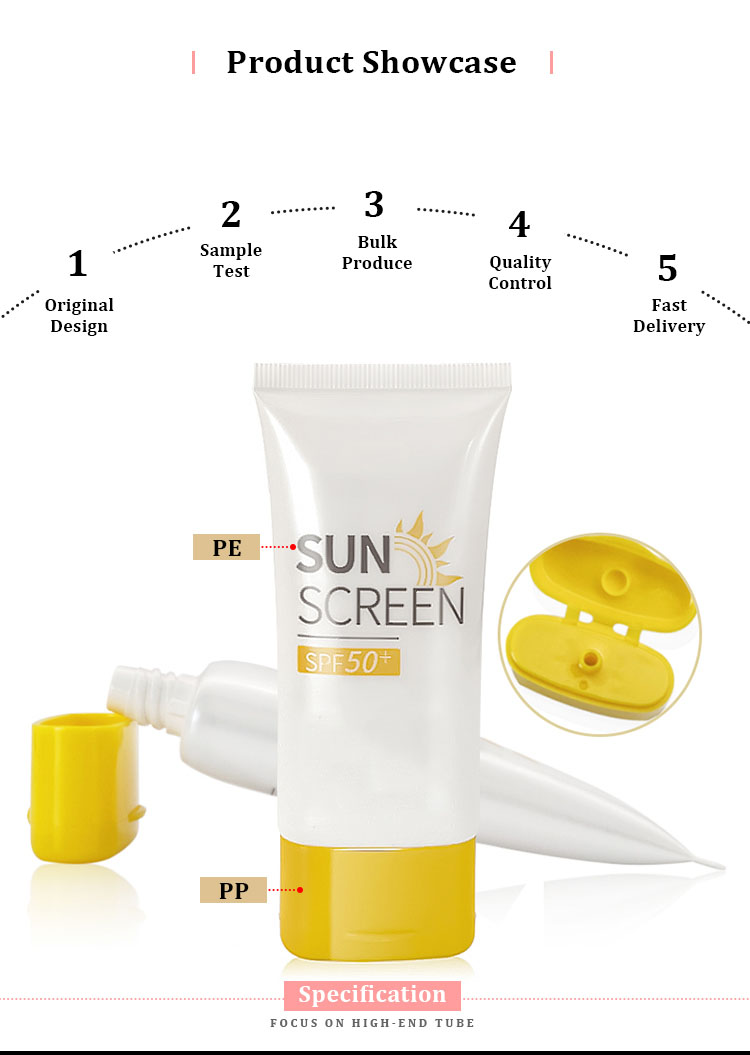 Product Showcase
1
Original
Design
2
Sample
Test
3
Bulk
Produce
4
Quality
Control
5
Fast
Delivery
PE
SUN
SCREEN
SPF50+
PP
Specification
FOCUS ON HIGH-END TUBE